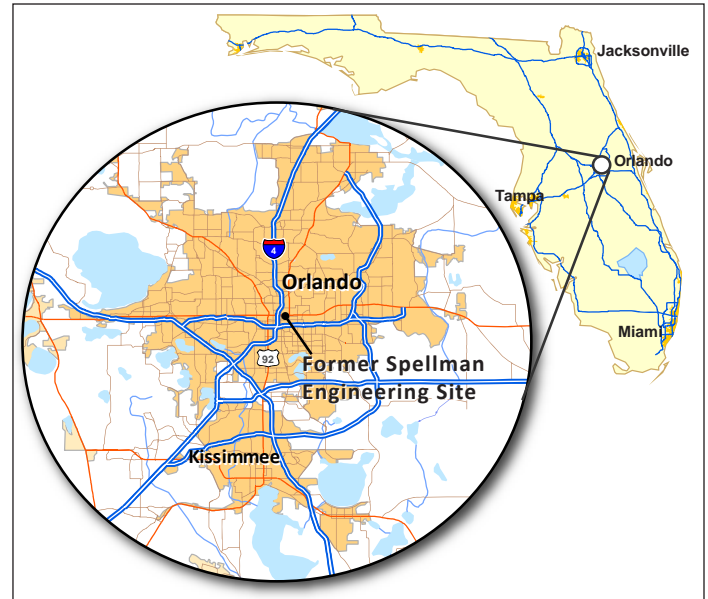 Jacksonville
Orlando
Tampa
Miami
4
Orlando
92
Former Spellman
Engineering Site
Kissimmee